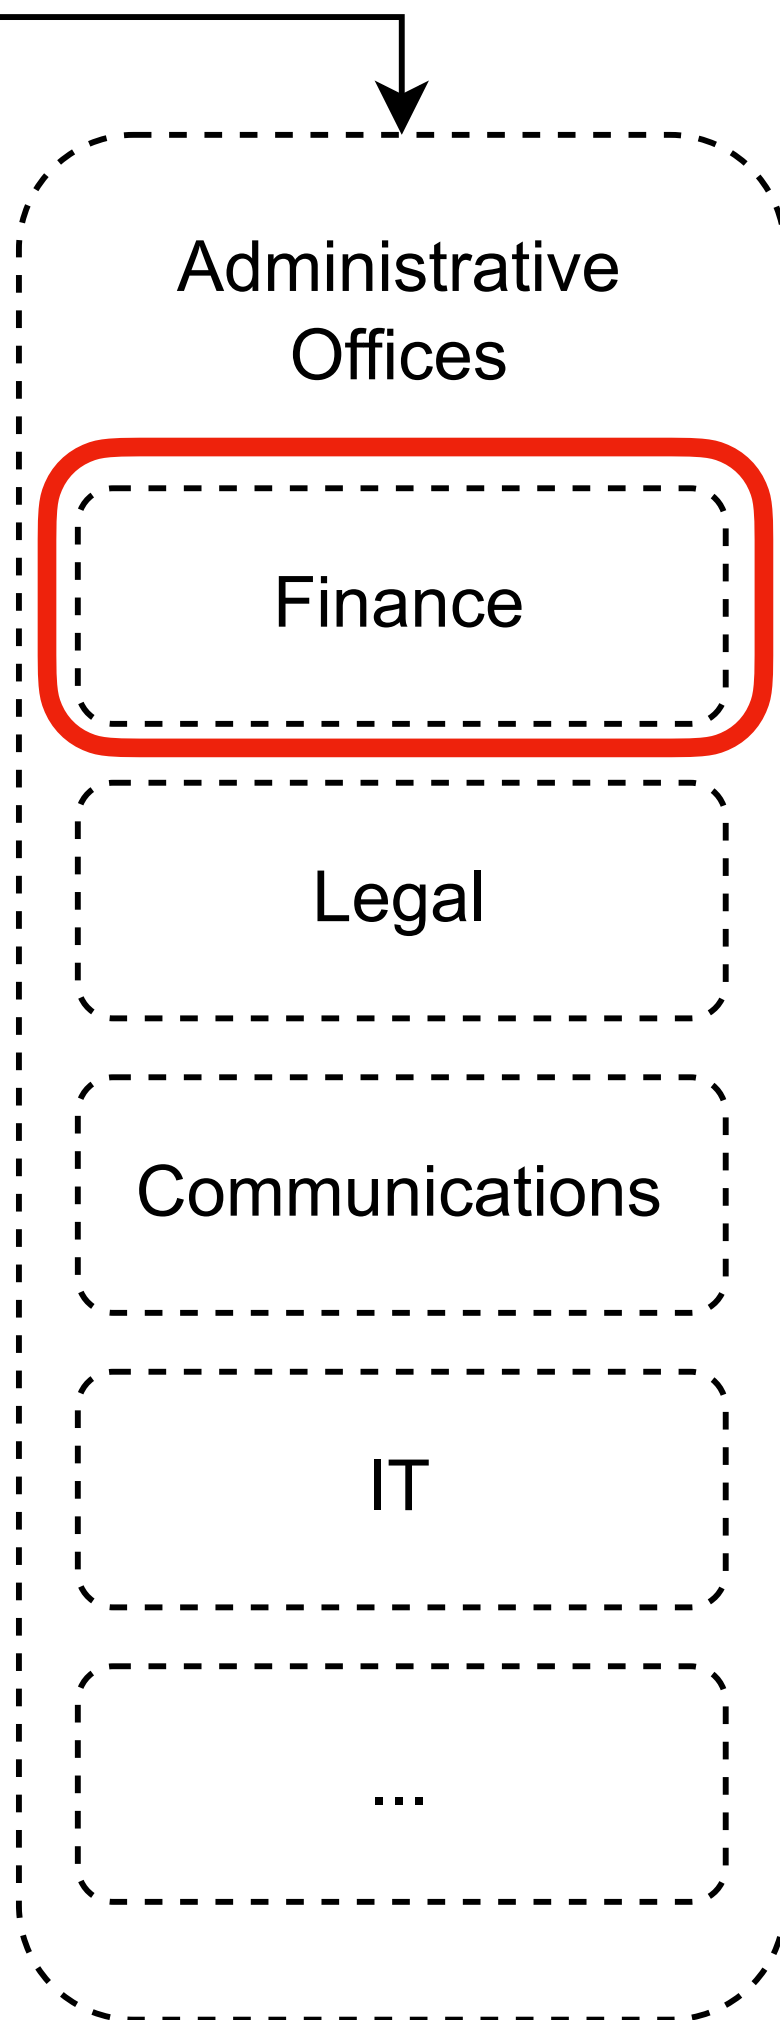 Administrative
Offices
Finance
Legal
Communications
IT
...